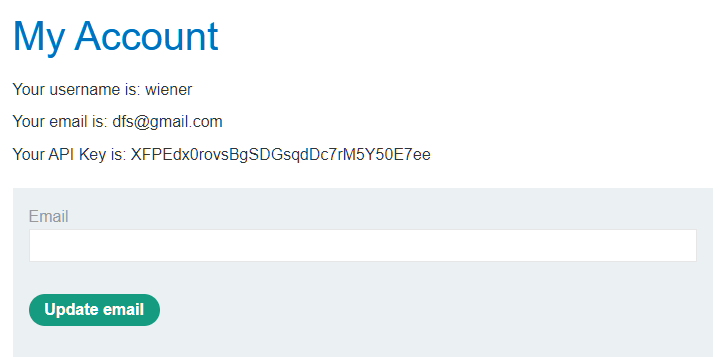 My Account
Your username is: wiener
Your email is: dfs@gmail.com
Your API Key is: XFPEdx0rovsBgSDGsqdDc7rM5Y50E7ee
Email
Update email